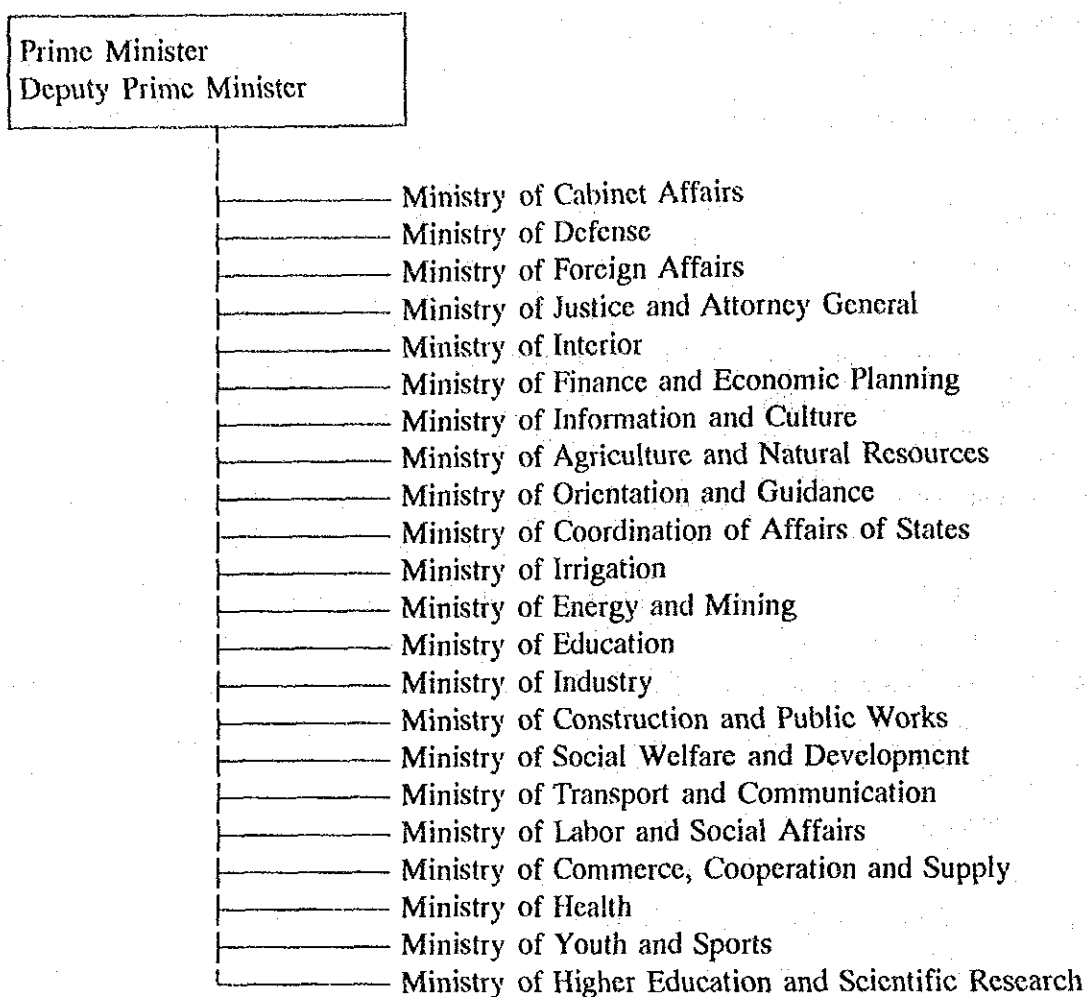 Prime Minister
Deputy Prime Minister
Ministry of Cabinet Affairs
Ministry of Defense
Ministry of Foreign Affairs
Ministry of Justice and Attorney General
Ministry of Interior
Ministry of Finance and Economic Planning
Ministry of Information and Culture
Ministry of Agriculture and Natural Resources
Ministry of Orientation and Guidance
Ministry of Coordination of Affairs of States
Ministry of Irrigation
Ministry of Energy and Mining
Ministry of Education
Ministry of Industry
Ministry of Construction and Public Works
Ministry of Social Welfare and Development
Ministry of Transport and Communication
Ministry of Labor and Social Affairs
Ministry of Commerce, Cooperation and Supply
Ministry of Health
Ministry of Youth and Sports
Ministry of Higher Education and Scientific Research